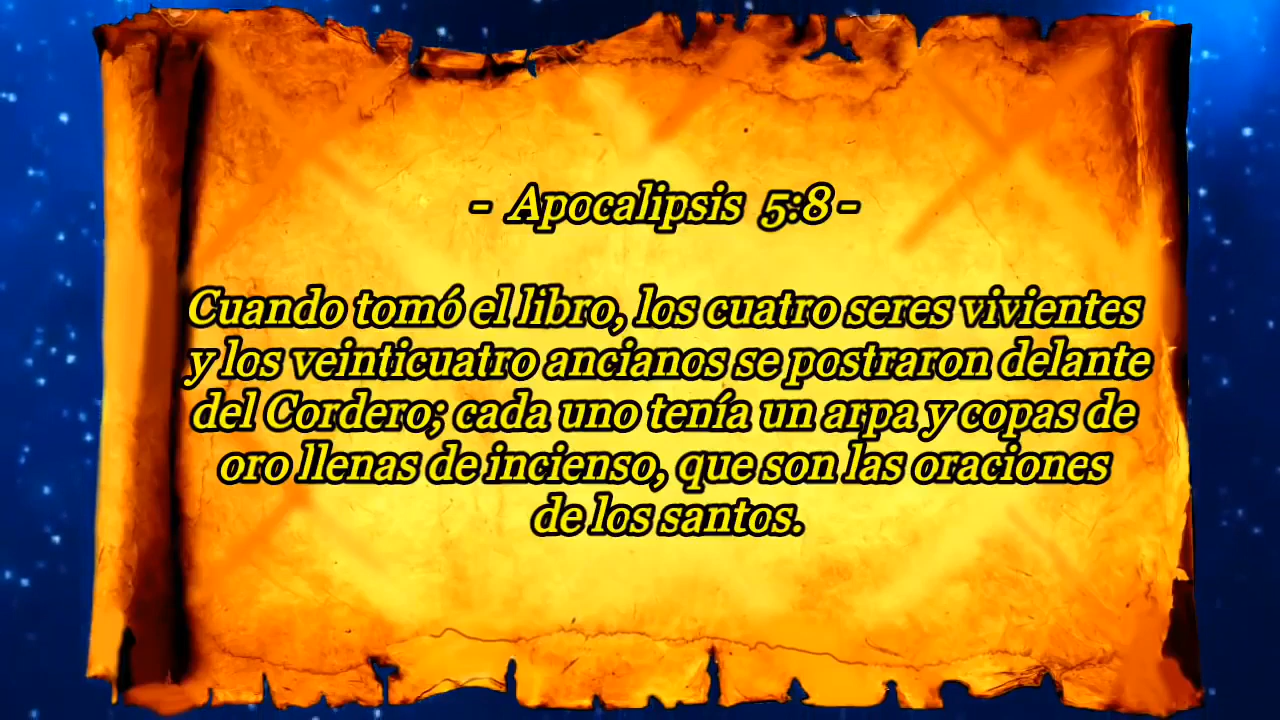 - Apocalipsis 5:8 -
Cuando tomó el libro, los cuatro seres vivientes
y los veinticuatro ancianos se postraron delante
del Cordero; cada uno tenía un arpa y copas de
oro llenas de incienso, que son las oraciones
de los santos.